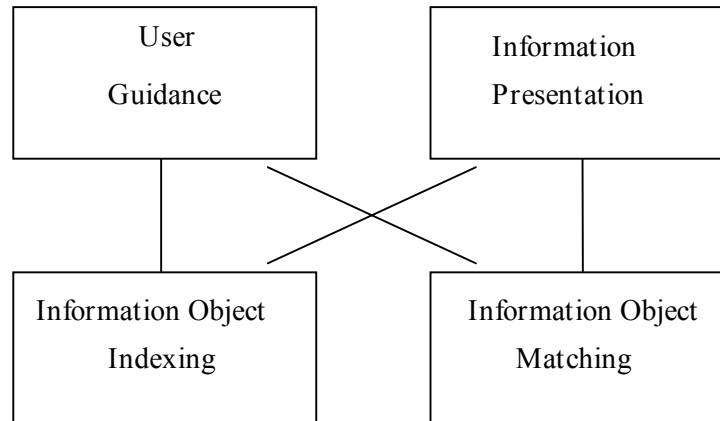 User
Guidance
Information
Presentation
Information Object
Indexing
Information Object
Matching